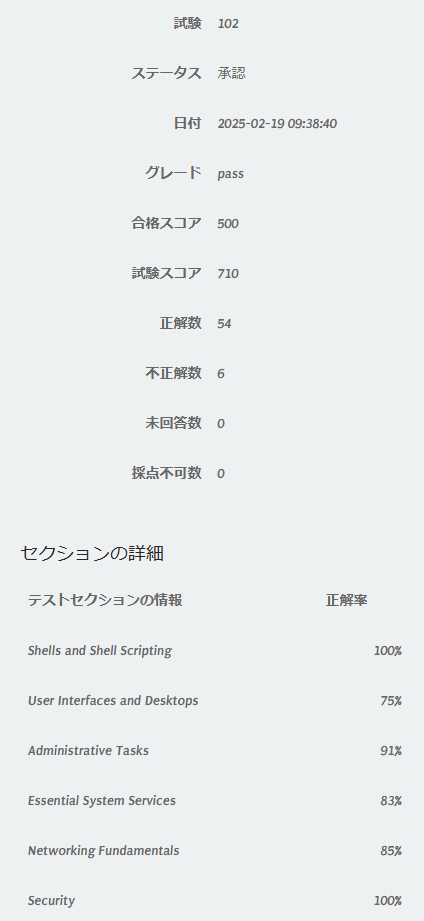 試験 102
ステータス 承認
日付 2025-02-19 09:38:40
グレード pass
合格スコア 500
試験スコア 710
正解数 54
不正解数 6
未回答数 0
採点不可数 0
セクションの詳細
テストセクションの情報 正解率
Shells and Shell Scripting 100%
User Interfaces and Desktops 75%
Administrative Tasks 91%
Essential System Services 83%
Networking Fundamentals 85%
Security 100%